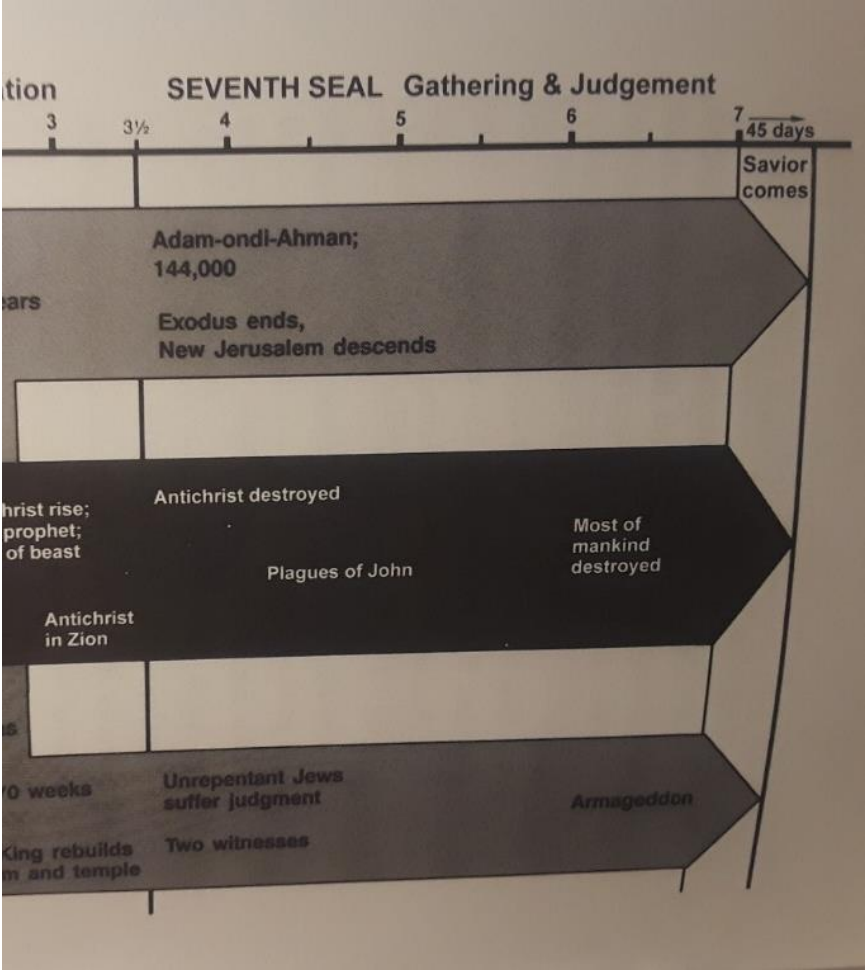 tion
SEVENTH SEAL Gathering & Judgement
3 3½ 4 5 6 7
45 days
Savior
comes
Adam-ondi-Ahman;
144,000
ears
Exodus ends,
New Jerusalem descends
hrist rise;
prophet;
of beast
Antichrist destroyed
Most of
mankind
destroyed
Plagues of John
Antichrist
in Zion
s
70 weeks
Unrepentant Jews
suffer judgment
Armageddon
King rebuilds
m and temple
Two witnesses